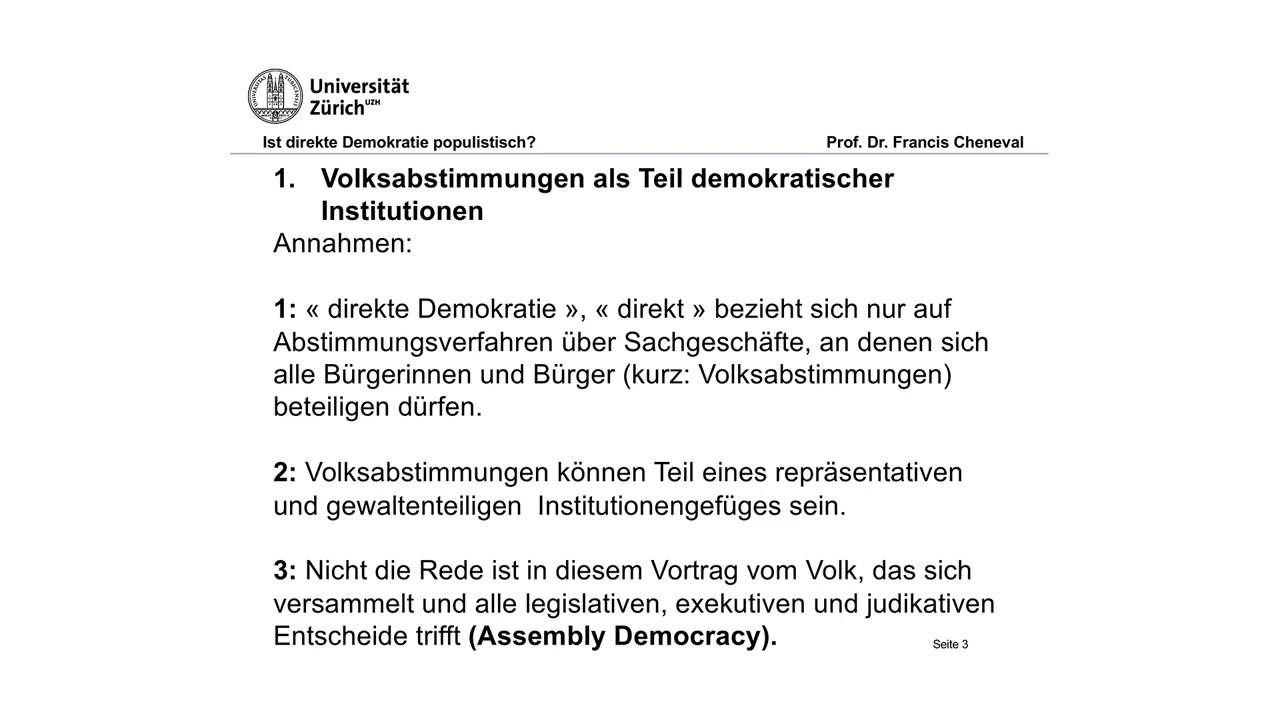 Universität
Zürich UZH
Ist direkte Demokratie populistisch? Prof. Dr. Francis Cheneval
1. Volksabstimmungen als Teil demokratischer
Institutionen
Annahmen:
1: « direkte Demokratie », « direkt » bezieht sich nur auf
Abstimmungsverfahren über Sachgeschäfte, an denen sich
alle Bürgerinnen und Bürger (kurz: Volksabstimmungen)
beteiligen dürfen.
2: Volksabstimmungen können Teil eines repräsentativen
und gewaltenteiligen  Institutionengefüges sein.
3: Nicht die Rede ist in diesem Vortrag vom Volk, das sich
versammelt und alle legislativen, exekutiven und judikativen
Entscheide trifft (Assembly Democracy).
Seite 3